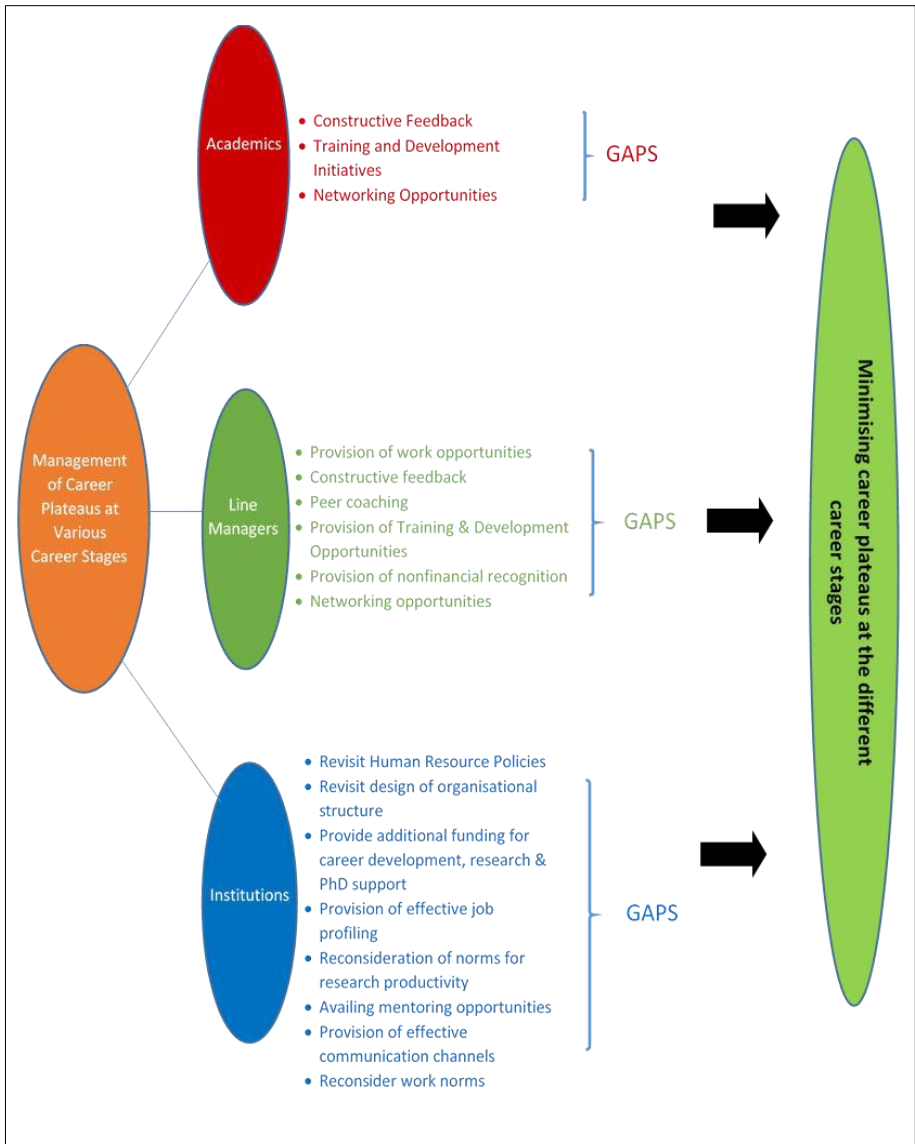 Management
of Career
Plateaus at
Various
Career Stages
Academics
• Constructive Feedback
• Training and Development
Initiatives
• Networking Opportunities
GAPS
Line
Managers
• Provision of work opportunities
• Constructive feedback
• Peer coaching
• Provision of Training & Development
Opportunities
• Provision of nonfinancial recognition
• Networking opportunities
GAPS
Institutions
• Revisit Human Resource Policies
• Revisit design of organisational
structure
• Provide additional funding for
career development, research &
PhD support
• Provision of effective job
profiling
• Reconsideration of norms for
research productivity
• Availing mentoring opportunities
• Provision of effective
communication channels
• Reconsider work norms
GAPS
Minimising career plateaus at the different
career stages